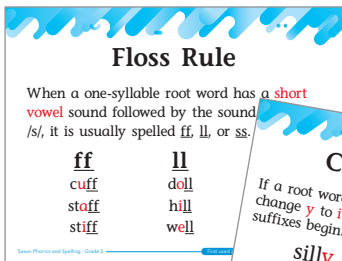 Floss Rule
When a one-syllable root word has a short
vowel sound followed by the sound
/s/, it is usually spelled ff, ll, or ss.
ff ll
cuff doll
staff hill
stiff well
Saxon Phonics and Spelling · Grade 2
First used
C
If a root word
change y to i
suffixes begin
silly